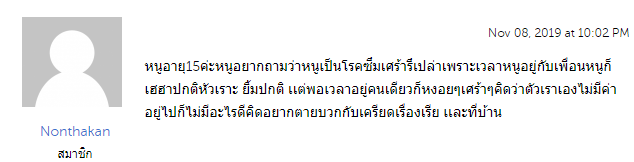 Nov 08, 2019 at 10:02 PM
หนูอายุ15ค่ะหนูอยากถามว่าหนูเป็นโรคซึ่มเศร้ารึ่เปล่าเพราะเวลาหนูอยู่กับเพื่อนหนูก็
เฮฮาปกติหัวเราะ ยิ้มปกติ แต่พอเวลาอยู่คนเดียวก็หงอยๆเศร้าๆคิดว่าตัวเราเองไม่มีค่า
อยู่ไปก็ไม่มีอะไรดีคิดอยากตายบวกกับเครียดเรื่องเรีย และที่บ้าน
Nonthakan
สมาชิก